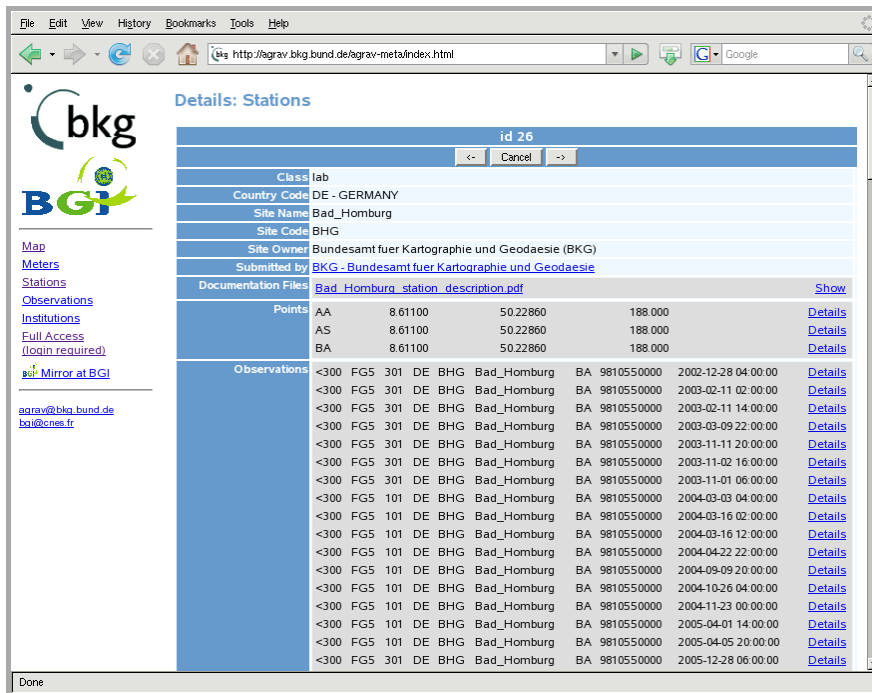 File Edit View History Bookmarks Tools Help
http://agrav.bkg.bund.de/agrav-meta/index.html
G Google
bkg
BGI
Map
Meters
Stations
Observations
Institutions
Full Access
(login required)
Mirror at BGI
agrav@bkg.bund.de
bgi@cnes.fr
Details: Stations
id 26
<- Cancel ->
Class lab
Country Code DE - GERMANY
Site Name Bad_Homburg
Site Code BHG
Site Owner Bundesamt fuer Kartographie und Geodaesie (BKG)
Submitted by BKG - Bundesamt fuer Kartographie und Geodaesie
Documentation Files Bad_Homburg_station_description.pdf Show
Points AA 8.61100 50.22860 188.000 Details
AS 8.61100 50.22860 188.000 Details
BA 8.61100 50.22860 188.000 Details
Observations <300 FG5 301 DE BHG Bad_Homburg BA 9810550000 2002-12-28 04:00:00 Details
<300 FG5 301 DE BHG Bad_Homburg BA 9810550000 2003-02-11 02:00:00 Details
<300 FG5 301 DE BHG Bad_Homburg BA 9810550000 2003-02-11 14:00:00 Details
<300 FG5 301 DE BHG Bad_Homburg BA 9810550000 2003-03-09 22:00:00 Details
<300 FG5 301 DE BHG Bad_Homburg BA 9810550000 2003-11-11 20:00:00 Details
<300 FG5 301 DE BHG Bad_Homburg BA 9810550000 2003-11-02 16:00:00 Details
<300 FG5 301 DE BHG Bad_Homburg BA 9810550000 2003-11-01 06:00:00 Details
<300 FG5 101 DE BHG Bad_Homburg BA 9810550000 2004-03-03 04:00:00 Details
<300 FG5 101 DE BHG Bad_Homburg BA 9810550000 2004-03-16 02:00:00 Details
<300 FG5 101 DE BHG Bad_Homburg BA 9810550000 2004-03-16 12:00:00 Details
<300 FG5 101 DE BHG Bad_Homburg BA 9810550000 2004-04-22 22:00:00 Details
<300 FG5 101 DE BHG Bad_Homburg BA 9810550000 2004-09-09 20:00:00 Details
<300 FG5 101 DE BHG Bad_Homburg BA 9810550000 2004-10-26 04:00:00 Details
<300 FG5 101 DE BHG Bad_Homburg BA 9810550000 2004-11-23 00:00:00 Details
<300 FG5 101 DE BHG Bad_Homburg BA 9810550000 2005-04-01 14:00:00 Details
<300 FG5 101 DE BHG Bad_Homburg BA 9810550000 2005-04-05 20:00:00 Details
<300 FG5 301 DE BHG Bad_Homburg BA 9810550000 2005-12-28 06:00:00 Details
Done